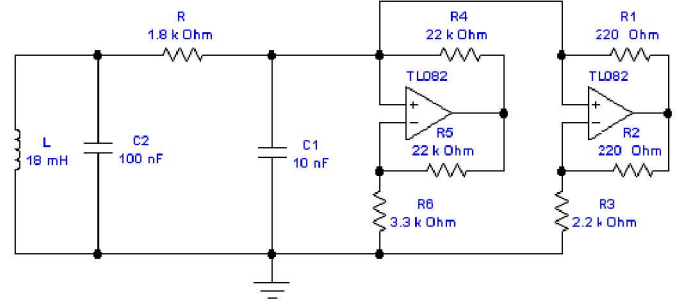 R
1.8 k Ohm
R4
22 k Ohm
R1
220 Ohm
TL082
TL082
L
18 mH
C2
100 nF
C1
10 nF
R5
22 k Ohm
R2
220 Ohm
R6
3.3 k Ohm
R3
2.2 k Ohm